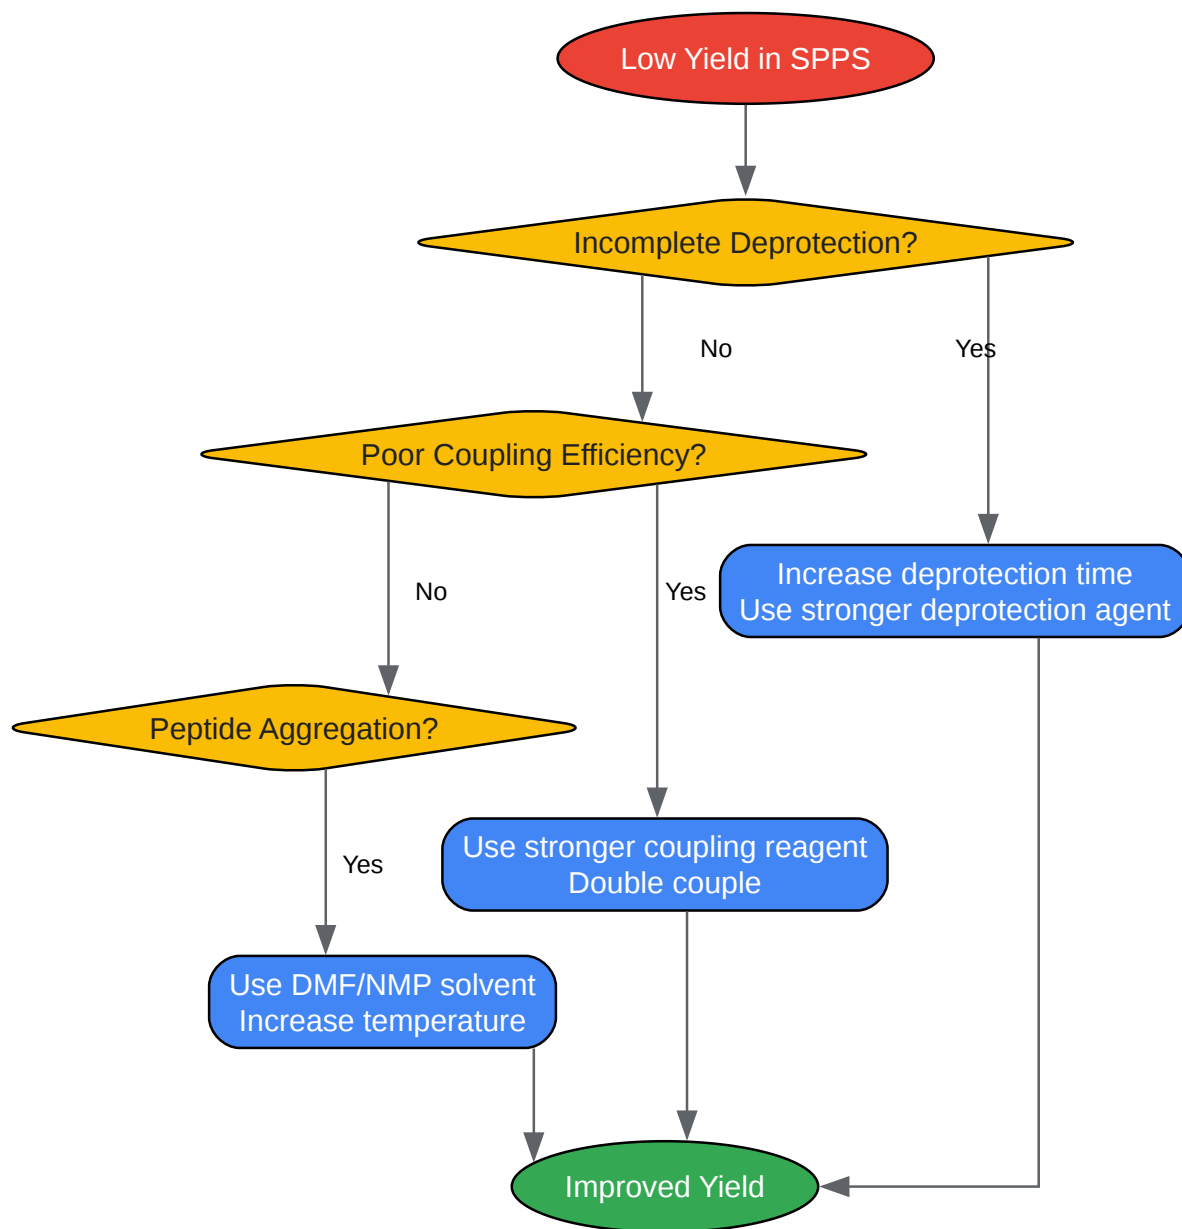 Low Yield in SPPS
Incomplete Deprotection?
No
Yes
Poor Coupling Efficiency?
Increase deprotection time
Use stronger deprotection agent
No
Yes
Peptide Aggregation?
Use stronger coupling reagent
Double couple
Yes
Use DMF/NMP solvent
Increase temperature
Improved Yield